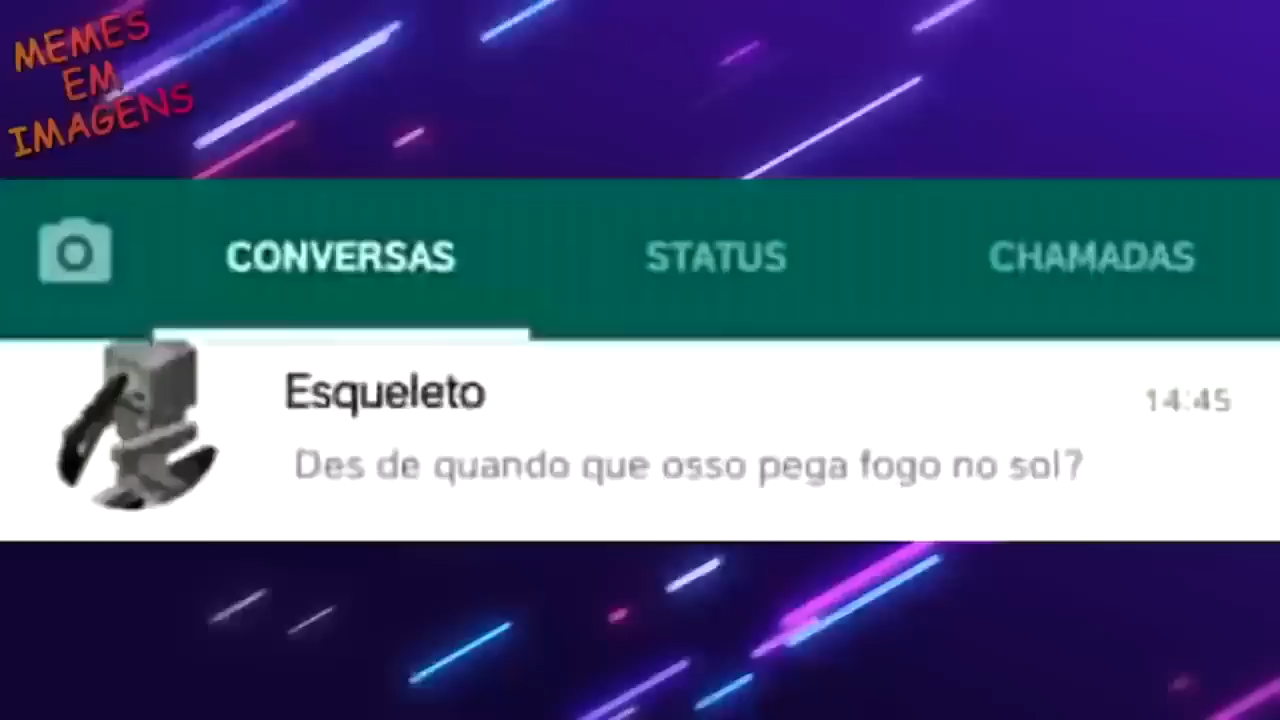 MEMES
EM
IMAGENS
CONVERSAS STATUS CHAMADAS
Esqueleto 14:45
Des de quando que osso pega fogo no sol?